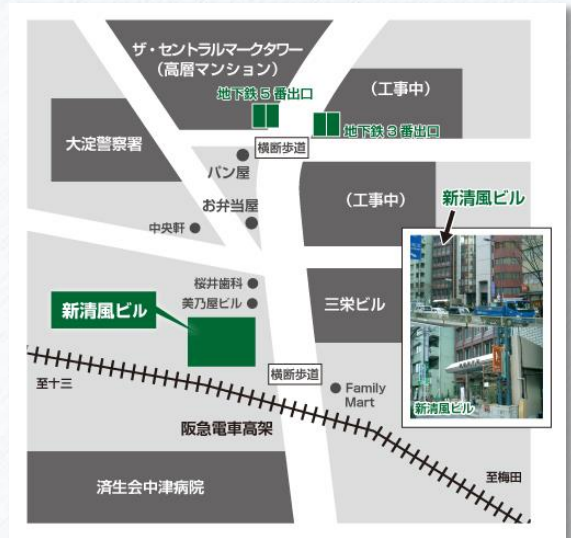 ザ・セントラルマークタワー
（高層マンション）
地下鉄5番出口
（工事中）
地下鉄3番出口
大淀警察署
横断歩道
パン屋
お弁当屋
中央軒
（工事中）
新清風ビル
桜井歯科
美乃屋ビル
新清風ビル
三栄ビル
横断歩道
Family
Mart
至十三
阪急電車高架
新清風ビル
済生会中津病院
至梅田